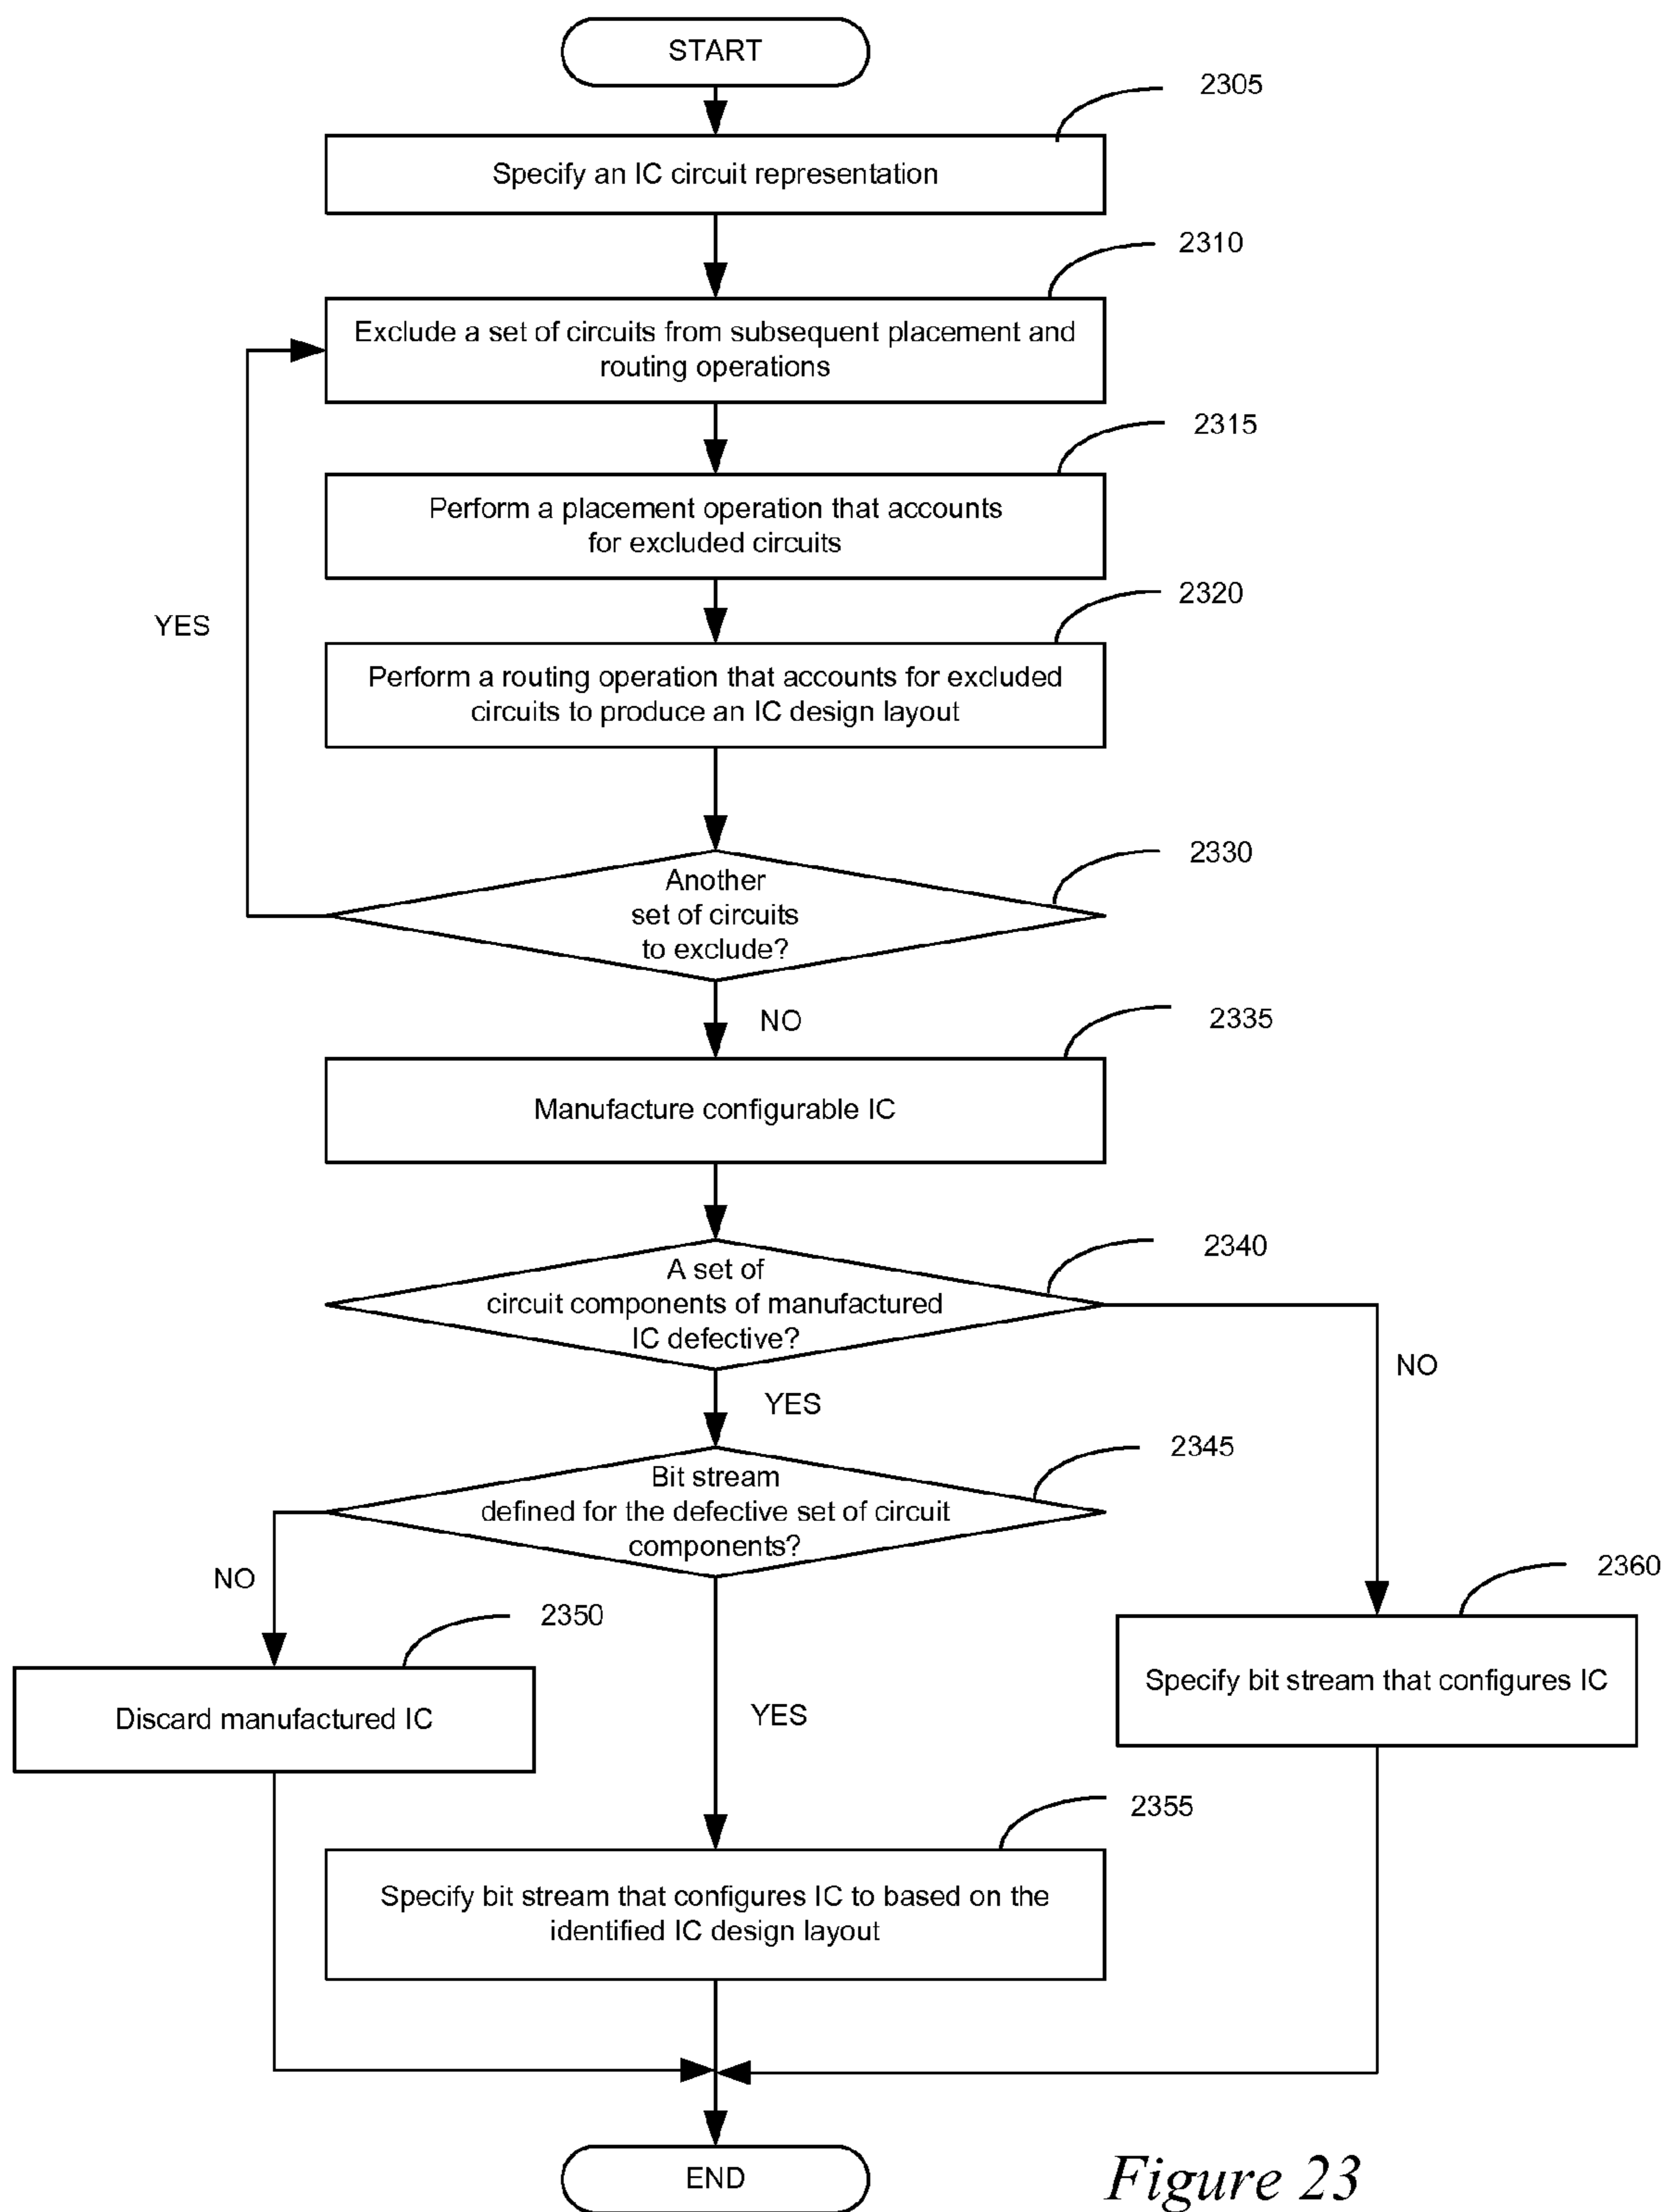 START
2305
Specify an IC circuit representation
2310
Exclude a set of circuits from subsequent placement and
routing operations
2315
Perform a placement operation that accounts
for excluded circuits
2320
YES
Perform a routing operation that accounts for excluded
circuits to produce an IC design layout
2330
Another
set of circuits
to exclude?
NO
2335
Manufacture configurable IC
2340
A set of
circuit components of manufactured
IC defective?
NO
YES
2345
Bit stream
defined for the defective set of circuit
components?
NO
2360
2350
Specify bit stream that configures IC
Discard manufactured IC
YES
2355
Specify bit stream that configures IC to based on the
identified IC design layout
END
Figure 23